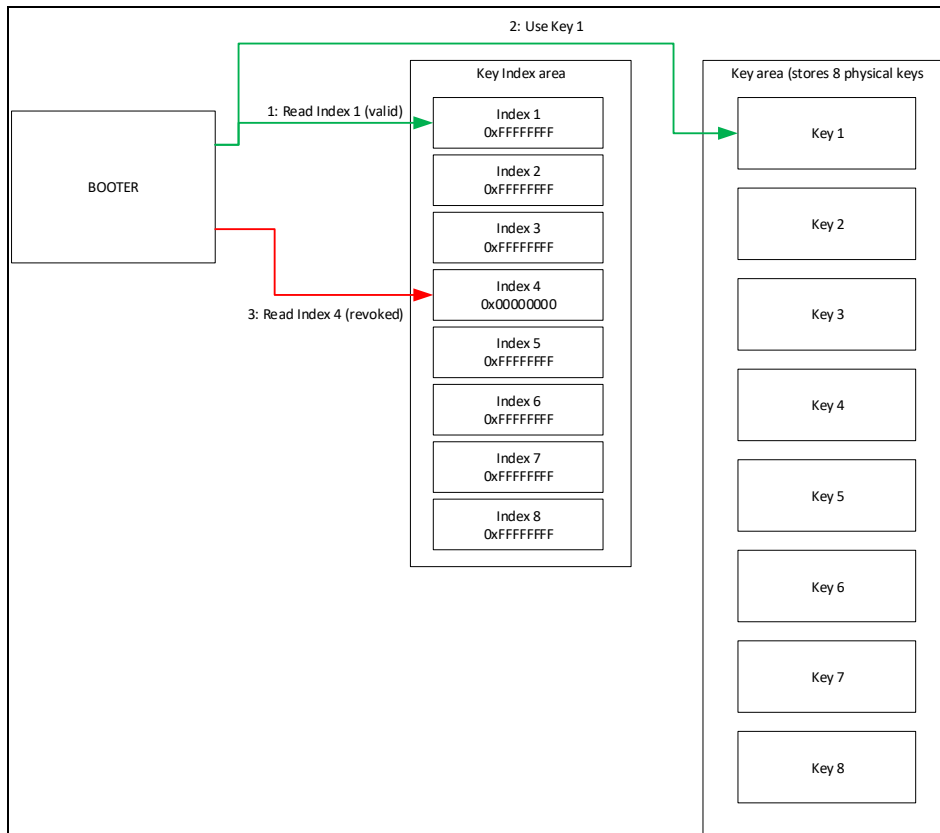 2: Use Key 1
Key Index area
Key area (stores 8 physical keys
1: Read Index 1 (valid)
Index 1
0xFFFFFFFF
Key 1
BOOTER
Index 2
0xFFFFFFFF
Key 2
Index 3
0xFFFFFFFF
Index 4
0x00000000
3: Read Index 4 (revoked)
Key 3
Index 5
0xFFFFFFFF
Key 4
Index 6
0xFFFFFFFF
Index 7
0xFFFFFFFF
Key 5
Index 8
0xFFFFFFFF
Key 6
Key 7
Key 8